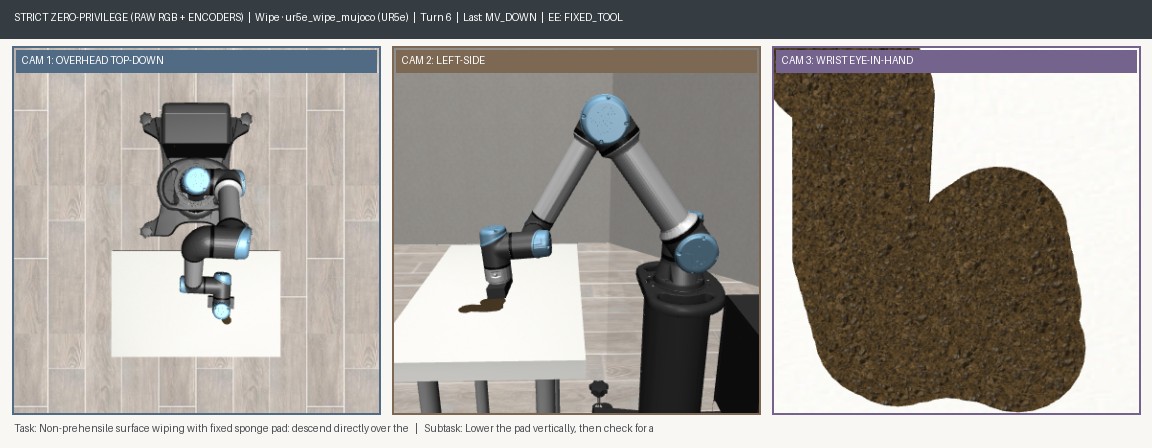 STRICT ZERO-PRIVILEGE (RAW RGB + ENCODERS) | Wipe · ur5e_wipe_mujoco (UR5e) | Turn 6 | Last: MV_DOWN | EE: FIXED_TOOL
CAM 1: OVERHEAD TOP-DOWN
CAM 2: LEFT-SIDE
CAM 3: WRIST EYE-IN-HAND
Task: Non-prehensile surface wiping with fixed sponge pad: descend directly over the | Subtask: Lower the pad vertically, then check for a